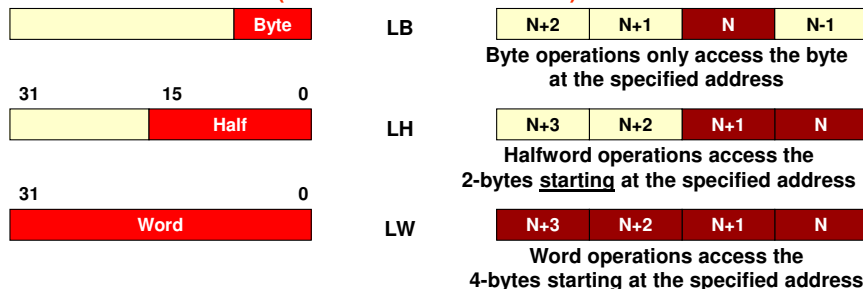 Byte LB N+2 N+1 N N-1
Byte operations only access the byte
at the specified address
31 15 0
Half LH N+3 N+2 N+1 N
Halfword operations access the
2-bytes starting at the specified address
31 0
Word LW N+3 N+2 N+1 N
Word operations access the
4-bytes starting at the specified address